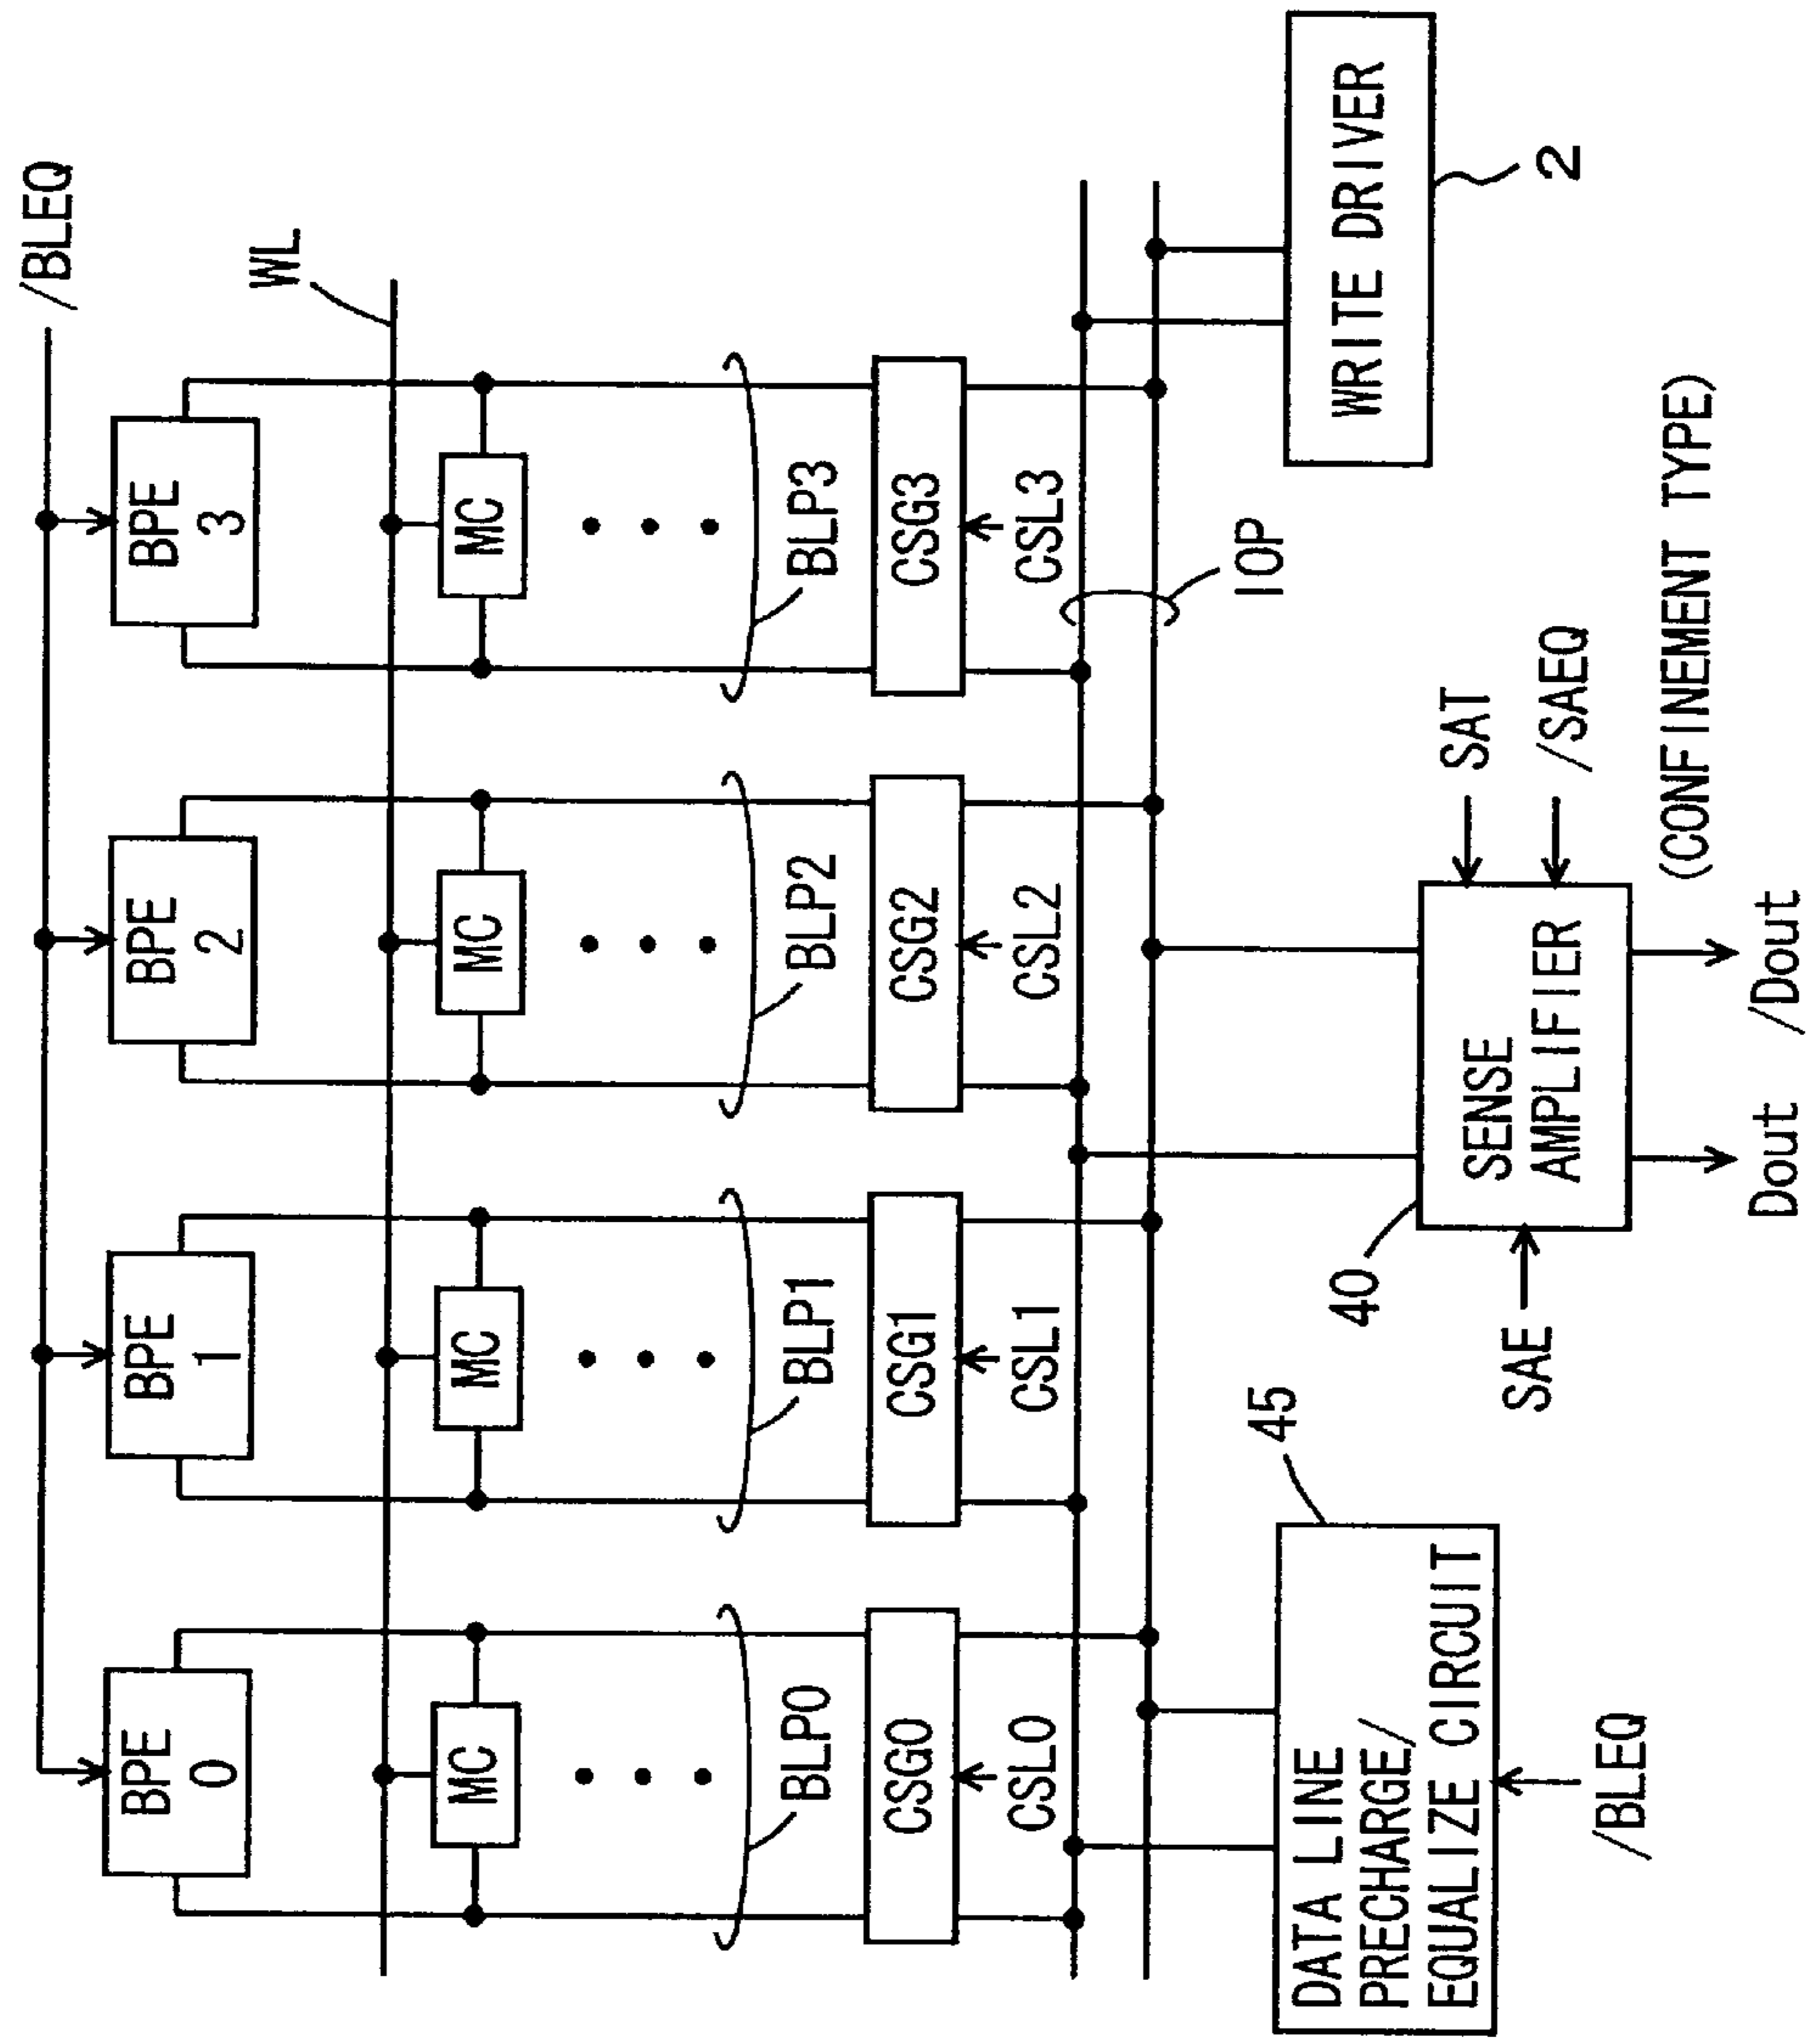 /BLEQ
WL
BPE
0
BPE
1
BPE
2
BPE
3
MC
MC
MC
MC
BLP0
BLP1
BLP2
BLP3
CSG0
CSG1
CSG2
CSG3
CSL0
CSL1
CSL2
CSL3
IOP
DATA LINE
PRECHARGE/
EQUALIZE CIRCUIT
45
/BLEQ
SENSE
AMPLIFIER
40
SAE
SAT
/SAEQ
(CONFINEMENT TYPE)
Dout
/Dout
WRITE DRIVER
2